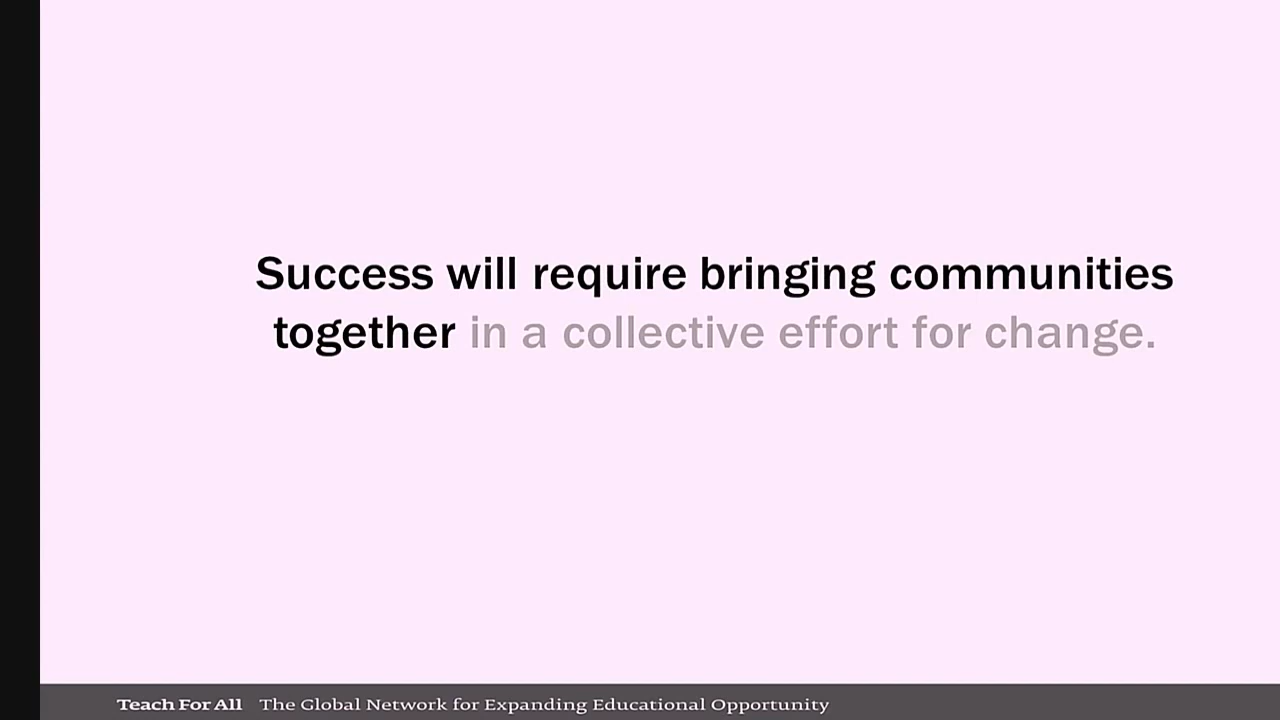 Success will require bringing communities
together in a collective effort for change.
Teach For All The Global Network for Expanding Educational Opportunity